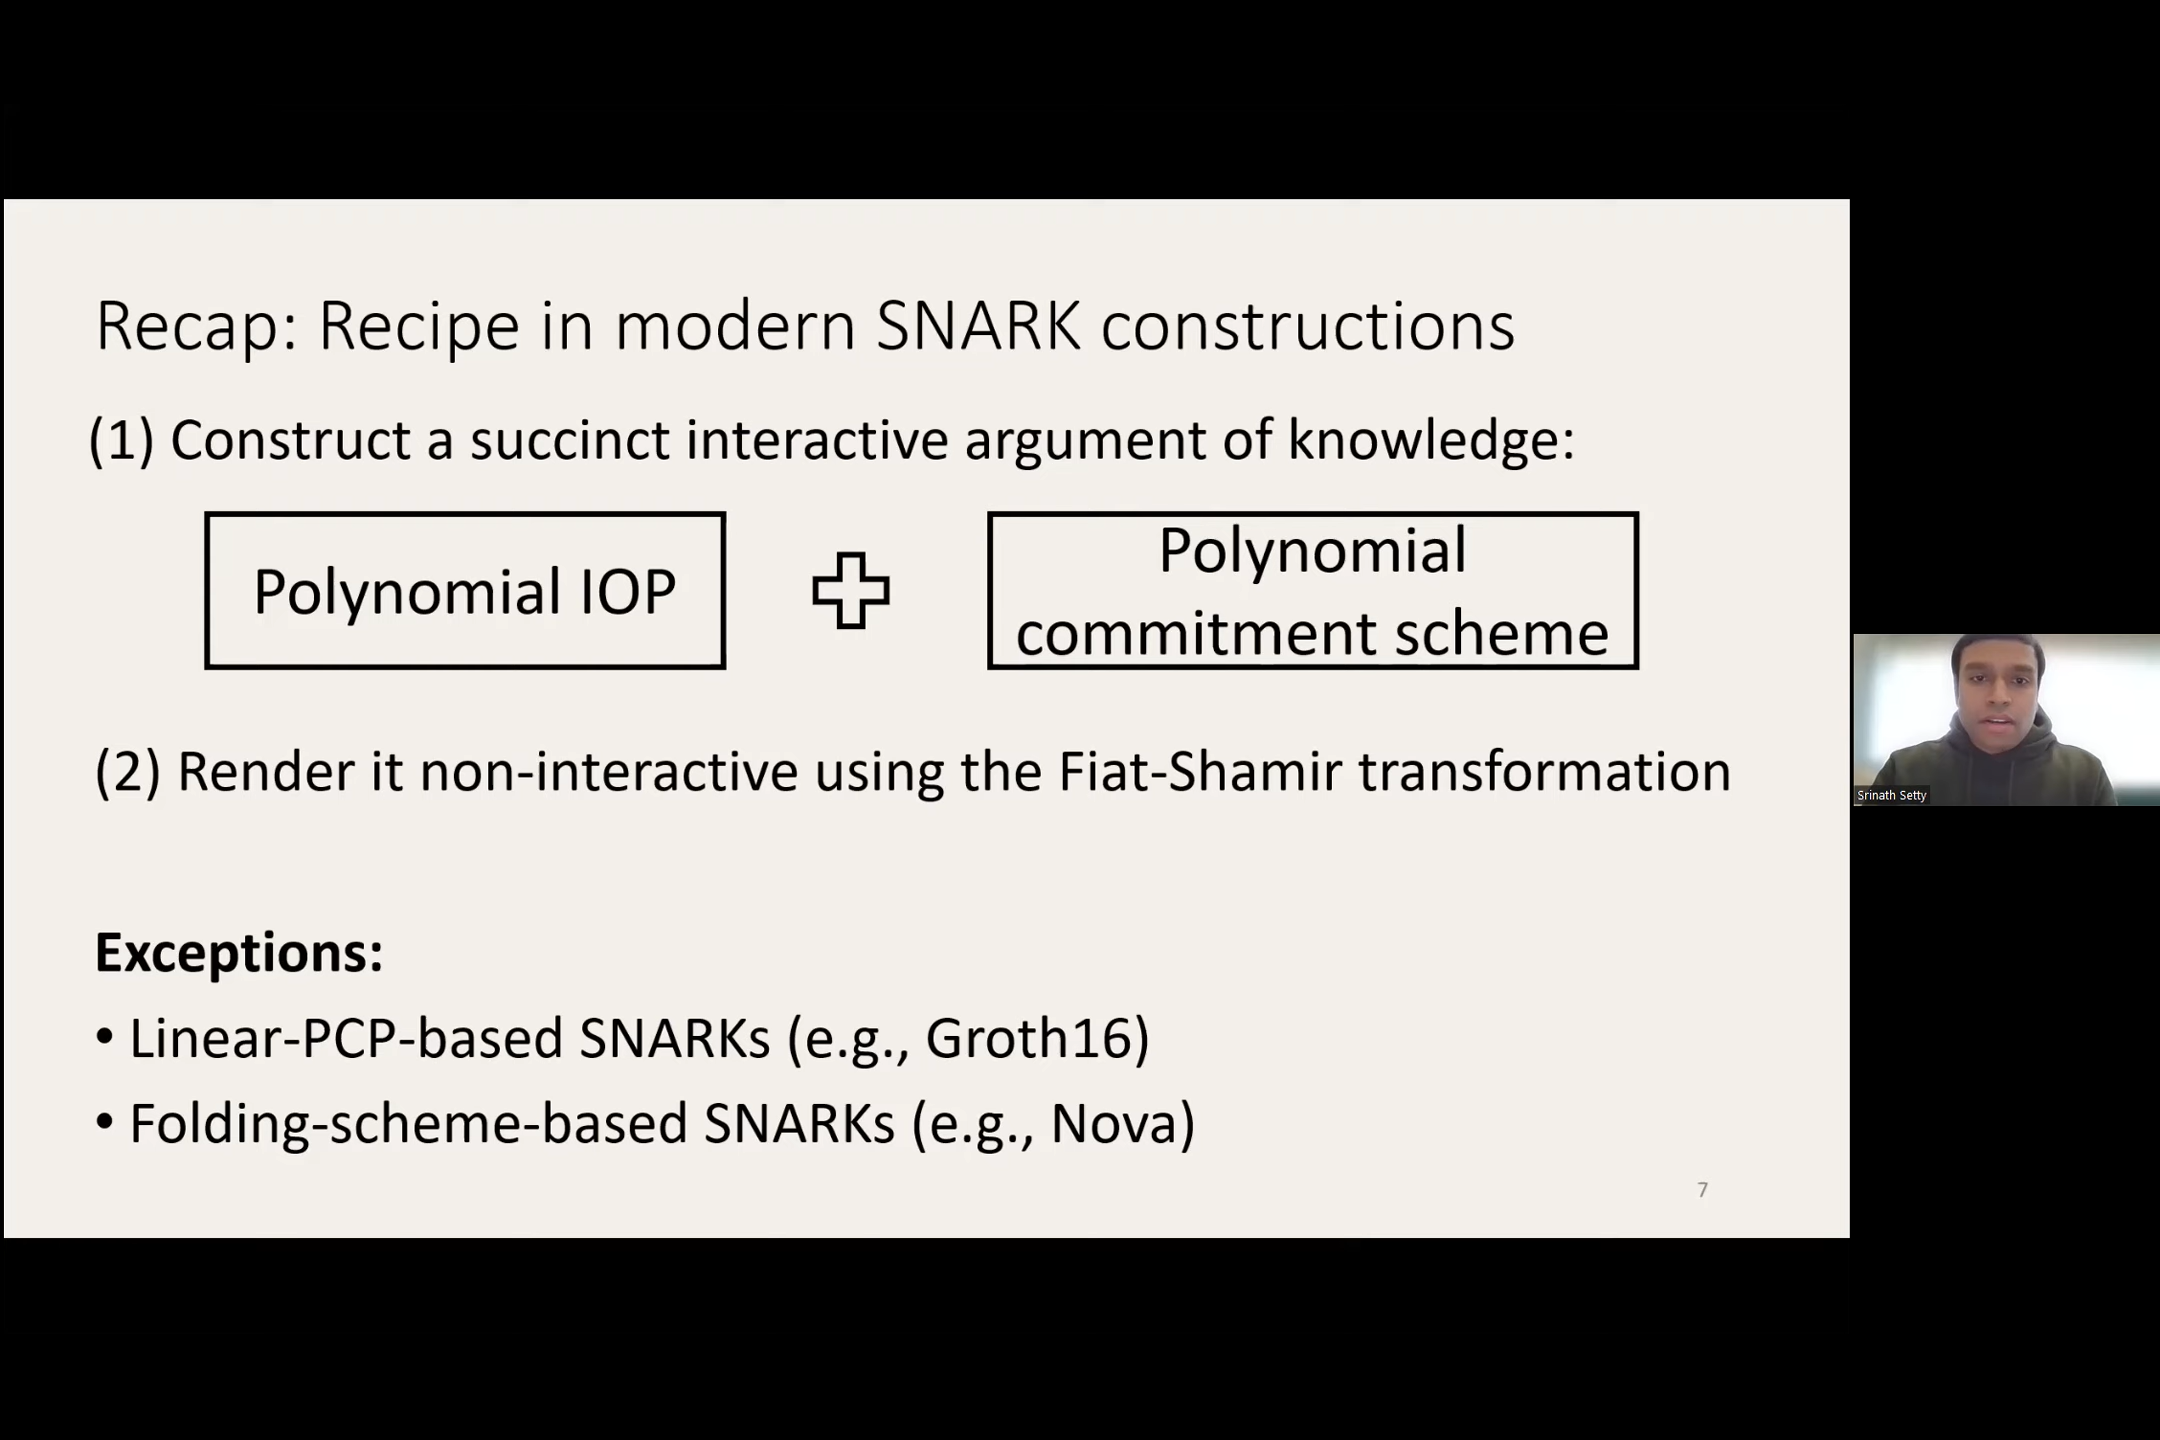 Recap: Recipe in modern SNARK constructions
(1) Construct a succinct interactive argument of knowledge:
Polynomial IOP
Polynomial
commitment scheme
(2) Render it non-interactive using the Fiat-Shamir transformation
Exceptions:
• Linear-PCP-based SNARKs (e.g., Groth16)
• Folding-scheme-based SNARKs (e.g., Nova)
7
Srinath Setty